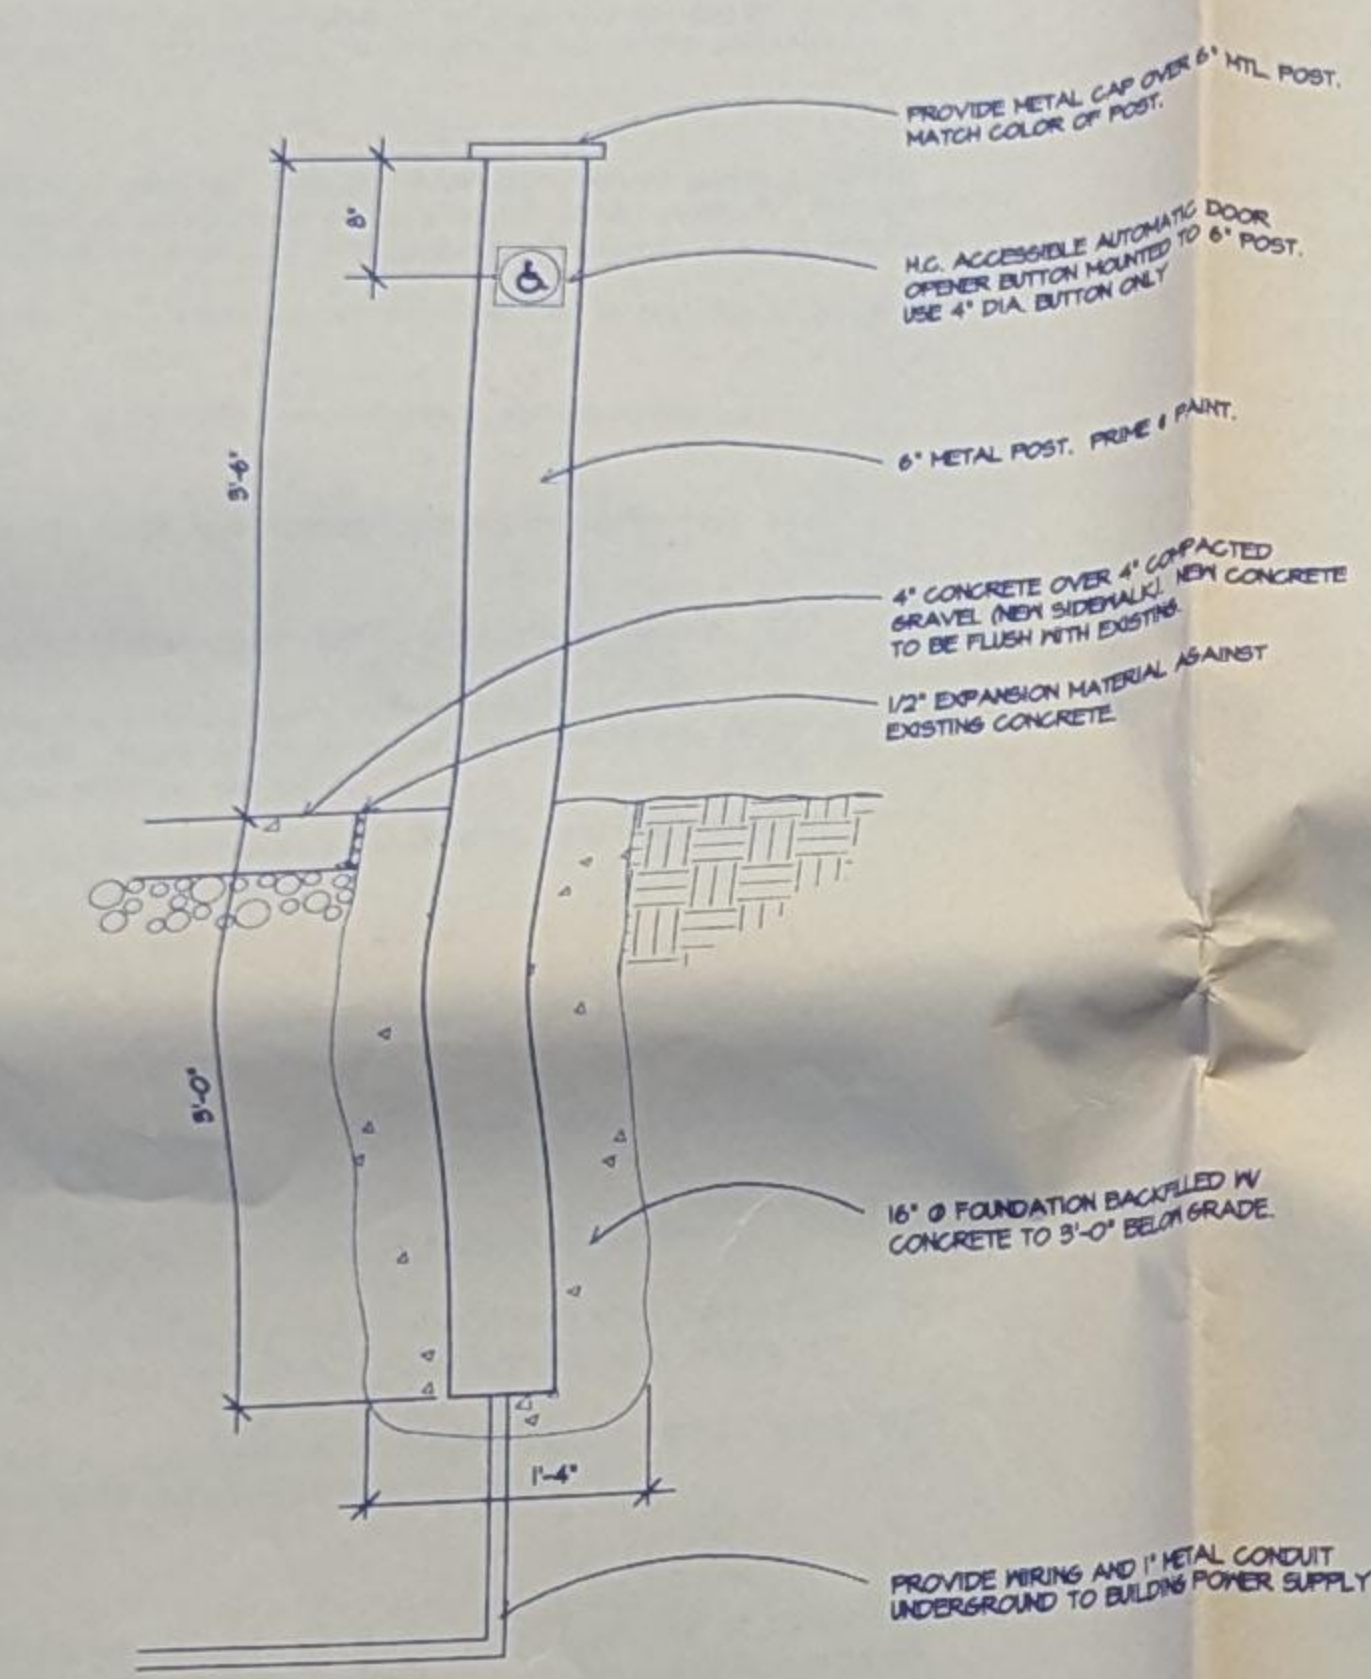 PROVIDE METAL CAP OVER 6" MTL. POST.
MATCH COLOR OF POST.
8"
H.C. ACCESSIBLE AUTOMATIC DOOR
OPENER BUTTON MOUNTED TO 6" POST.
USE 4" DIA. BUTTON ONLY
3'-6"
6" METAL POST. PRIME & PAINT.
4" CONCRETE OVER 4" COMPACTED
GRAVEL (NEW SIDEWALK). NEW CONCRETE
TO BE FLUSH WITH EXISTING.
1/2" EXPANSION MATERIAL AGAINST
EXISTING CONCRETE.
3'-0"
16" Ø FOUNDATION BACKFILLED W/
CONCRETE TO 3'-0" BELOW GRADE.
1'-4"
PROVIDE WIRING AND 1" METAL CONDUIT
UNDERGROUND TO BUILDING POWER SUPPLY